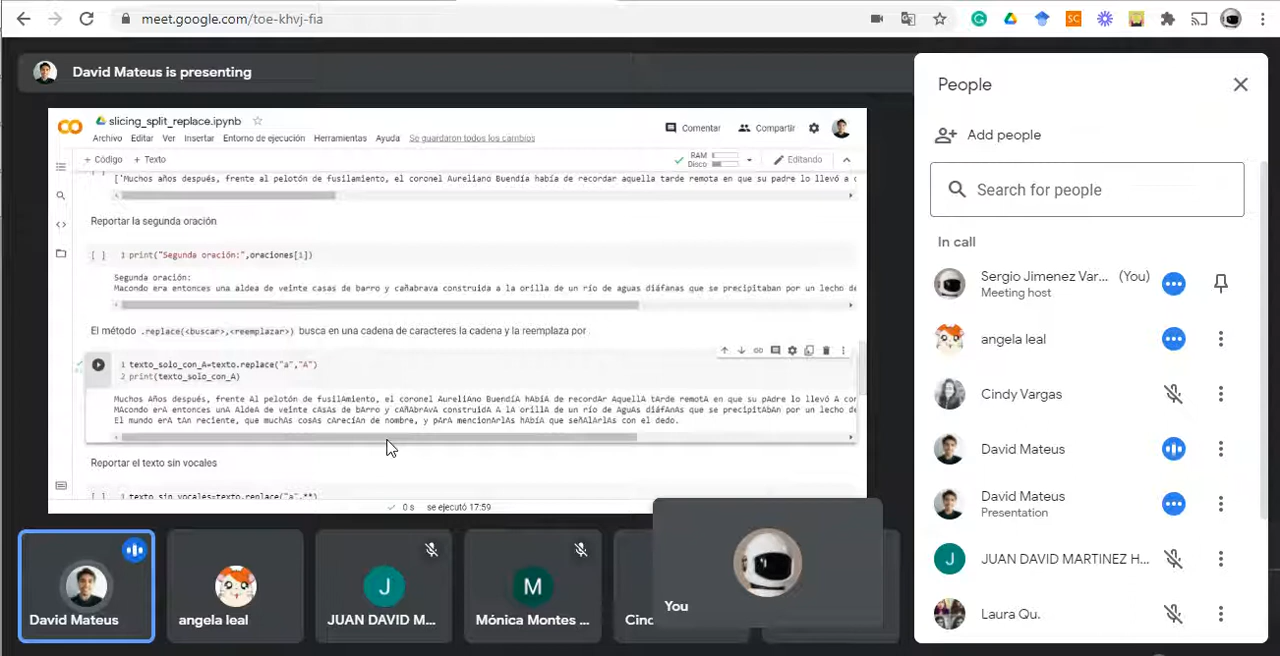 meet.google.com/toe-khvj-fia
David Mateus is presenting
slicing_split_replace.ipynb
Archivo Editar Ver Insertar Entorno de ejecución Herramientas Ayuda Se guardaron todos los cambios
Comentar Compartir
+ Código + Texto
RAM
Disco
Editando
['Muchos años después, frente al pelotón de fusilamiento, el coronel Aureliano Buendía había de recordar aquella tarde remota en que su padre lo llevó a c
Reportar la segunda oración
[ ] 1 print("Segunda oración:",oraciones[1])
Segunda oración:
Macondo era entonces una aldea de veinte casas de barro y cañabrava construida a la orilla de un río de aguas diáfanas que se precipitaban por un lecho de
El método .replace(<buscar>,<reemplazar>) busca en una cadena de caracteres la cadena y la reemplaza por .
1 texto_solo_con_A=texto.replace("a","A")
2 print(texto_solo_con_A)
Muchos Años después, frente Al pelotón de fusilAmiento, el coronel AureliAno BuendíA hAbíA de recordAr AquellA tArde remotA en que su pAdre lo llevó A con
MAcondo erA entonces unA AldeA de veinte cAsAs de bArro y cAñAbrAvA construidA A lA orillA de un río de AguAs diáfAnAs que se precipitAbAn por un lecho de
El mundo erA tAn reciente, que muchAs cosAs cArecíAn de nombre, y pArA mencionArlAs hAbíA que señAlArlAs con el dedo.
Reportar el texto sin vocales
[ ] 1 texto_sin_vocales=texto.replace("a","")
0 s se ejecutó 17:59
David Mateus
angela leal
J
JUAN DAVID M...
M
Mónica Montes ...
Cinc
You
People
Add people
Search for people
In call
Sergio Jimenez Var... (You)
Meeting host
angela leal
Cindy Vargas
David Mateus
David Mateus
Presentation
J
JUAN DAVID MARTINEZ H...
Laura Qu.